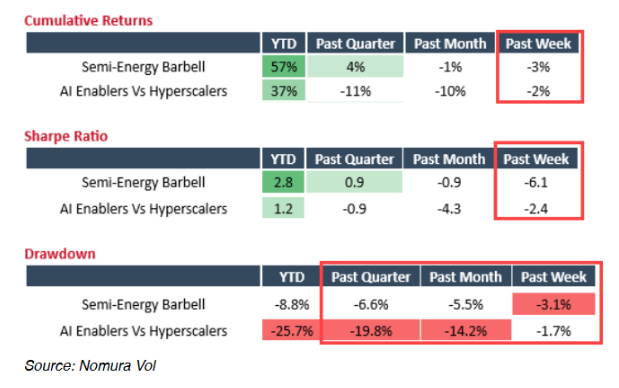 Cumulative Returns
YTD Past Quarter Past Month Past Week
Semi-Energy Barbell 57% 4% -1% -3%
AI Enablers Vs Hyperscalers 37% -11% -10% -2%
Sharpe Ratio
YTD Past Quarter Past Month Past Week
Semi-Energy Barbell 2.8 0.9 -0.9 -6.1
AI Enablers Vs Hyperscalers 1.2 -0.9 -4.3 -2.4
Drawdown
YTD Past Quarter Past Month Past Week
Semi-Energy Barbell -8.8% -6.6% -5.5% -3.1%
AI Enablers Vs Hyperscalers -25.7% -19.8% -14.2% -1.7%
Source: Nomura Vol